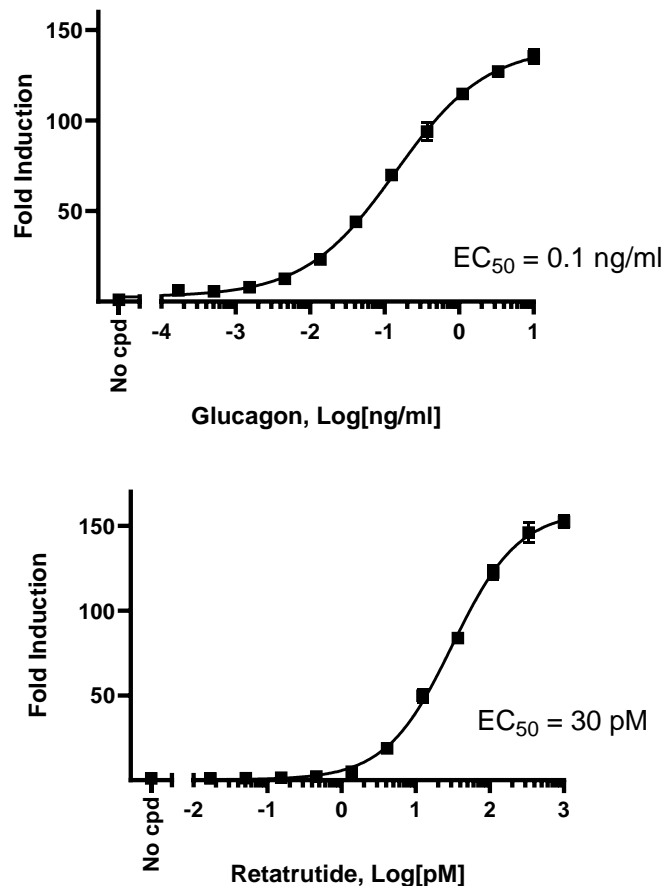 150
100
50
Fold Induction
EC50 = 0.1 ng/ml
No cpd
-4 -3 -2 -1 0 1
Glucagon, Log[ng/ml]
150
100
50
Fold Induction
EC50 = 30 pM
No cpd
-2 -1 0 1 2 3
Retatrutide, Log[pM]